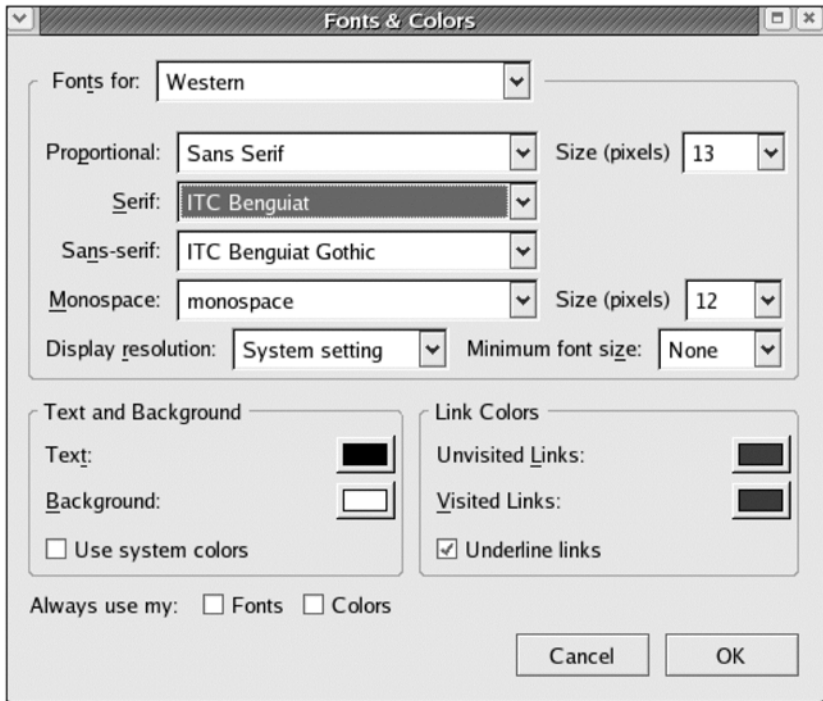 Fonts & Colors
Fonts for: Western
Proportional: Sans Serif Size (pixels) 13
Serif: ITC Benguiat
Sans-serif: ITC Benguiat Gothic
Monospace: monospace Size (pixels) 12
Display resolution: System setting Minimum font size: None
Text and Background
Text:
Background:
Use system colors
Link Colors
Unvisited Links:
Visited Links:
Underline links
Always use my: Fonts Colors
Cancel OK